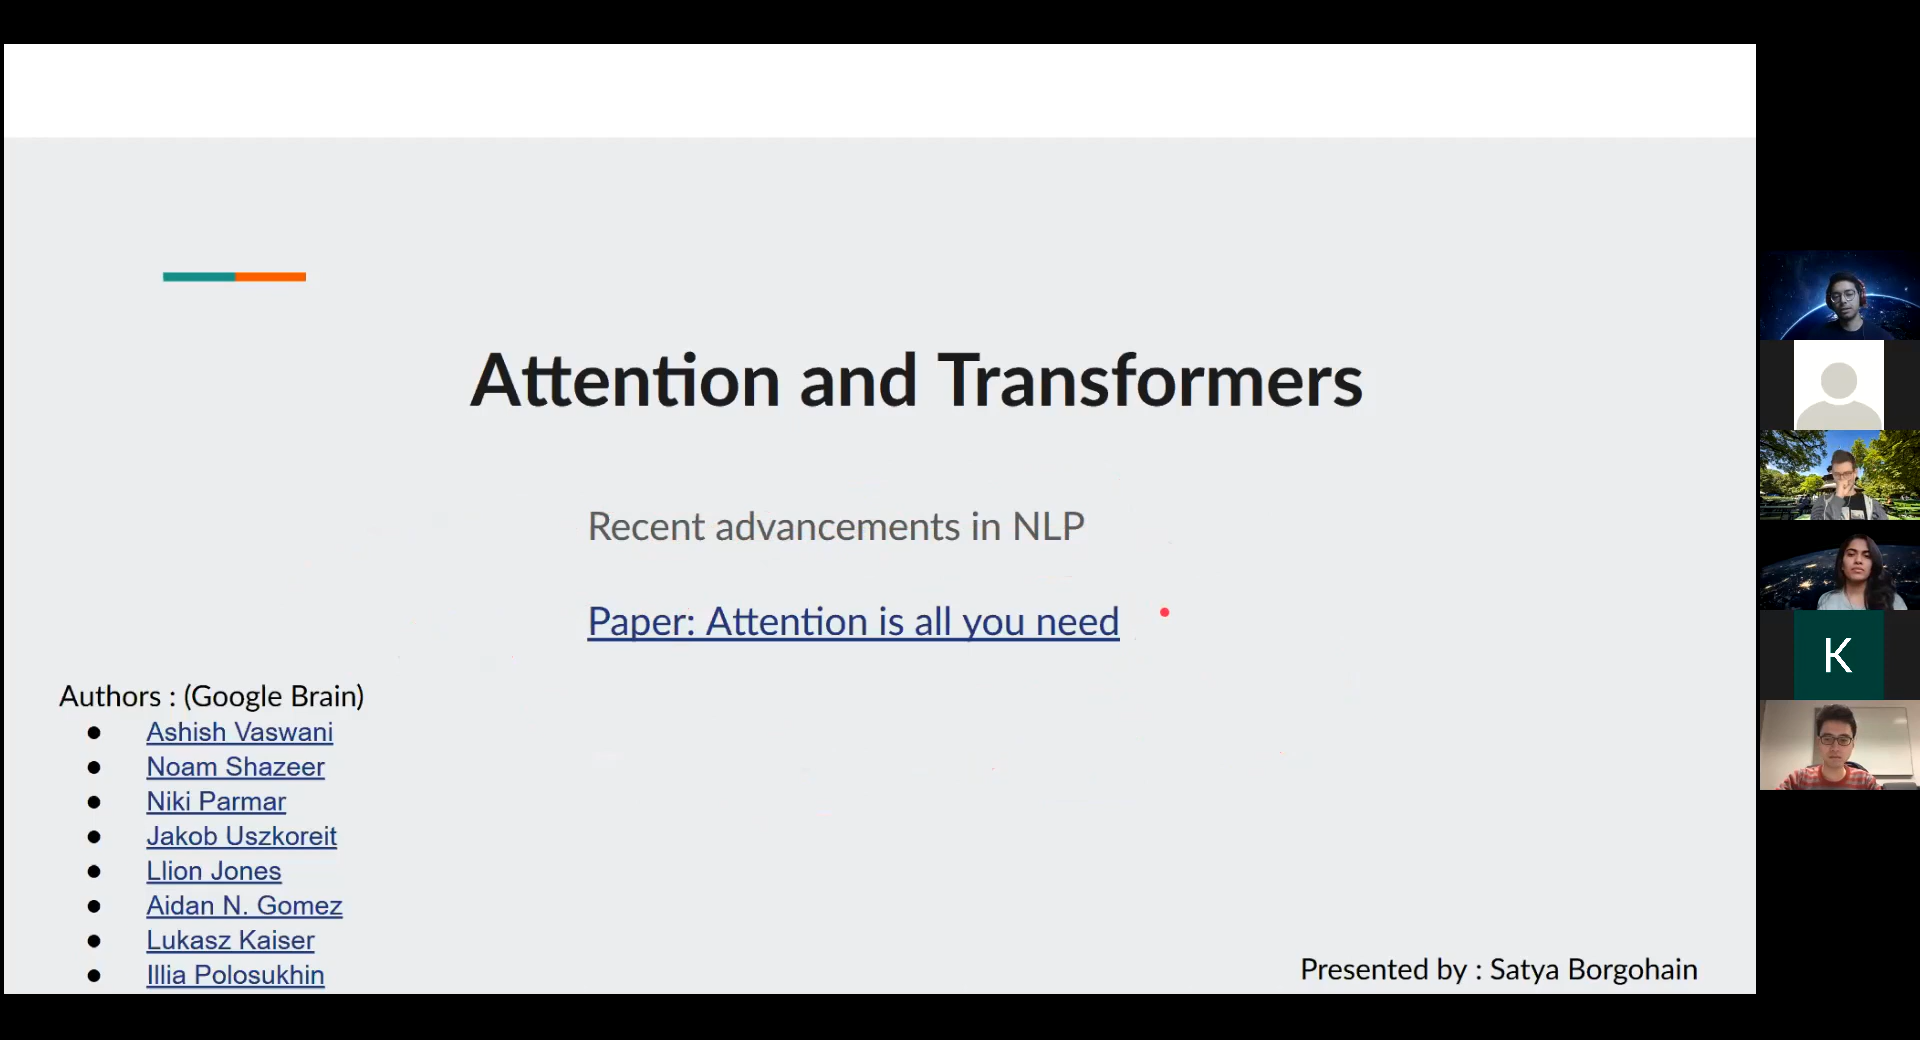 Attention and Transformers
Recent advancements in NLP
Paper: Attention is all you need
Authors : (Google Brain)
● Ashish Vaswani
● Noam Shazeer
● Niki Parmar
● Jakob Uszkoreit
● Llion Jones
● Aidan N. Gomez
● Lukasz Kaiser
● Illia Polosukhin
Presented by : Satya Borgohain
K